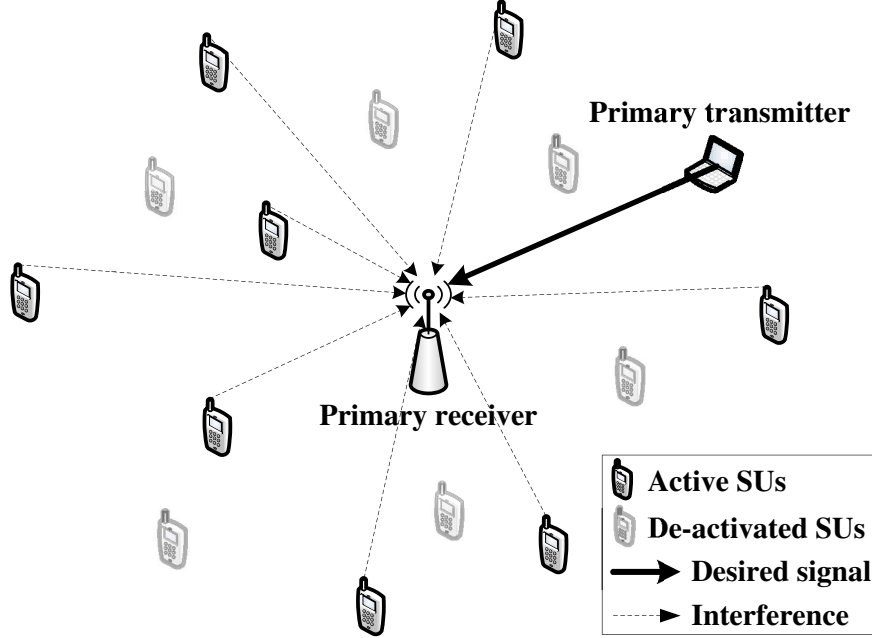 Primary transmitter
Primary receiver
Active SUs
De-activated SUs
Desired signal
Interference